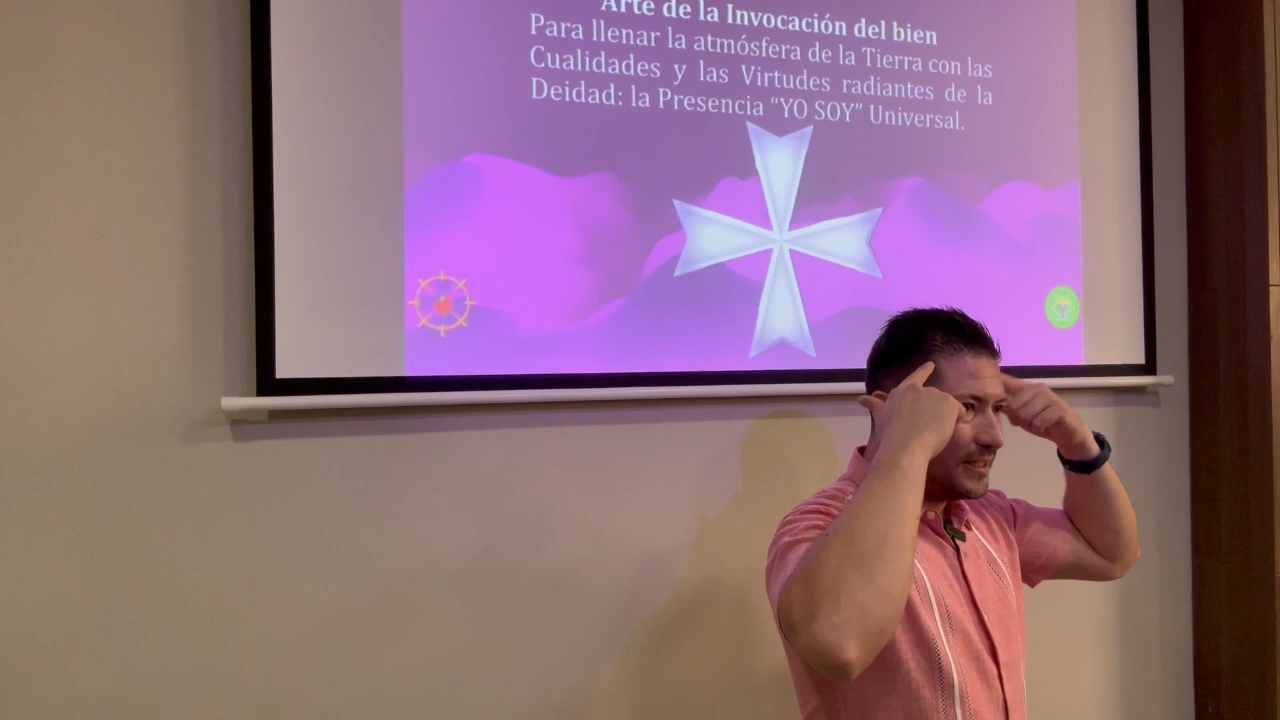 Arte de la Invocación del bien
Para llenar la atmósfera de la Tierra con las
Cualidades y las Virtudes radiantes de la
Deidad: la Presencia “YO SOY” Universal.